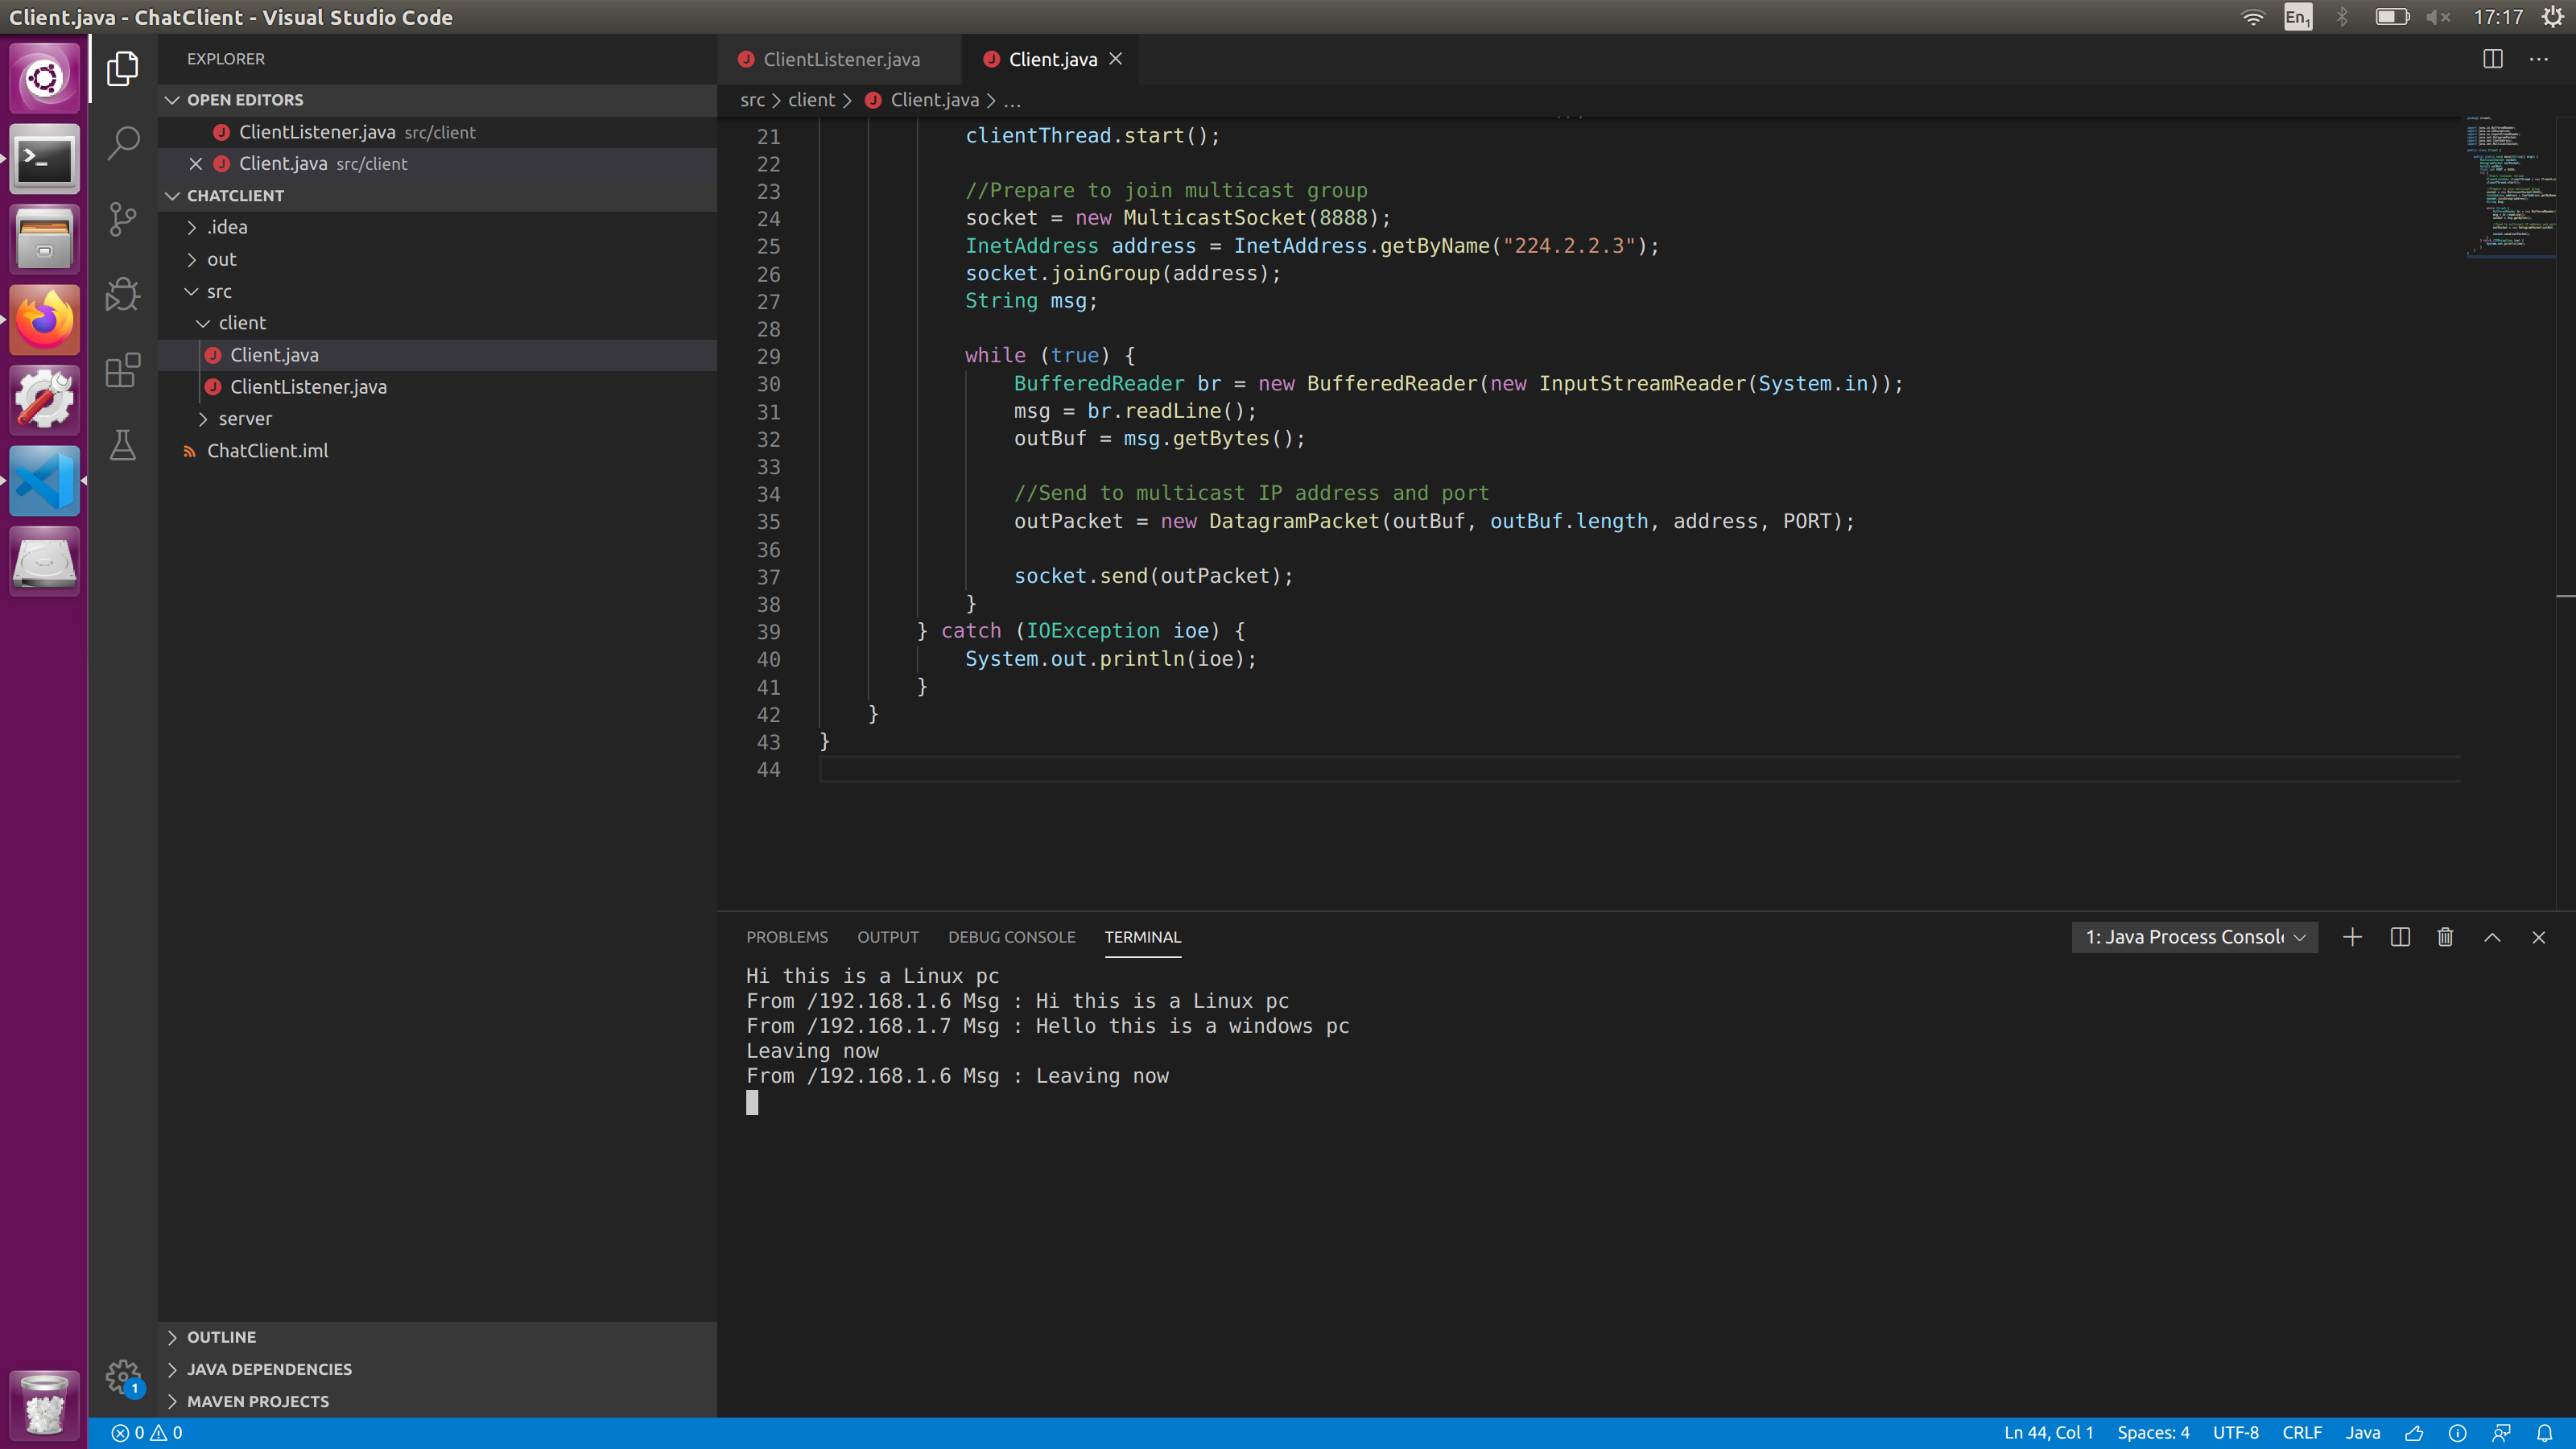 Client.java - ChatClient - Visual Studio Code
En1
17:17
EXPLORER
OPEN EDITORS
ClientListener.java src/client
Client.java src/client
CHATCLIENT
.idea
out
src
client
Client.java
ClientListener.java
server
ChatClient.iml
OUTLINE
JAVA DEPENDENCIES
MAVEN PROJECTS
1
ClientListener.java
Client.java
src > client > Client.java > ...
21 clientThread.start();
22
23 //Prepare to join multicast group
24 socket = new MulticastSocket(8888);
25 InetAddress address = InetAddress.getByName("224.2.2.3");
26 socket.joinGroup(address);
27 String msg;
28
29 while (true) {
30 BufferedReader br = new BufferedReader(new InputStreamReader(System.in));
31 msg = br.readLine();
32 outBuf = msg.getBytes();
33
34 //Send to multicast IP address and port
35 outPacket = new DatagramPacket(outBuf, outBuf.length, address, PORT);
36
37 socket.send(outPacket);
38 }
39 } catch (IOException ioe) {
40 System.out.println(ioe);
41 }
42 }
43 }
44
PROBLEMS OUTPUT DEBUG CONSOLE TERMINAL
1: Java Process Consol
Hi this is a Linux pc
From /192.168.1.6 Msg : Hi this is a Linux pc
From /192.168.1.7 Msg : Hello this is a windows pc
Leaving now
From /192.168.1.6 Msg : Leaving now
0 0
Ln 44, Col 1 Spaces: 4 UTF-8 CRLF Java